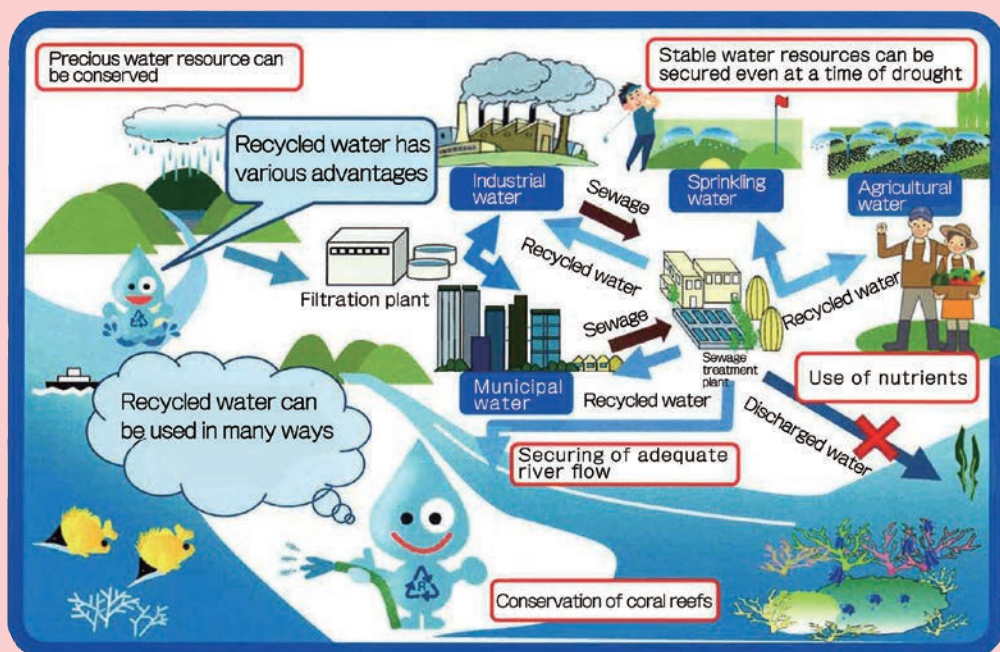 Precious water resource can
be conserved
Stable water resources can be
secured even at a time of drought
Recycled water has
various advantages
Industrial
water
Sewage
Sprinkling
water
Agricultural
water
Filtration plant
Recycled water
Sewage
Recycled water
Sewage
treatment
plant
Municipal
water
Recycled water
Use of nutrients
Discharged water
Recycled water can
be used in many ways
Securing of adequate
river flow
R
Conservation of coral reefs